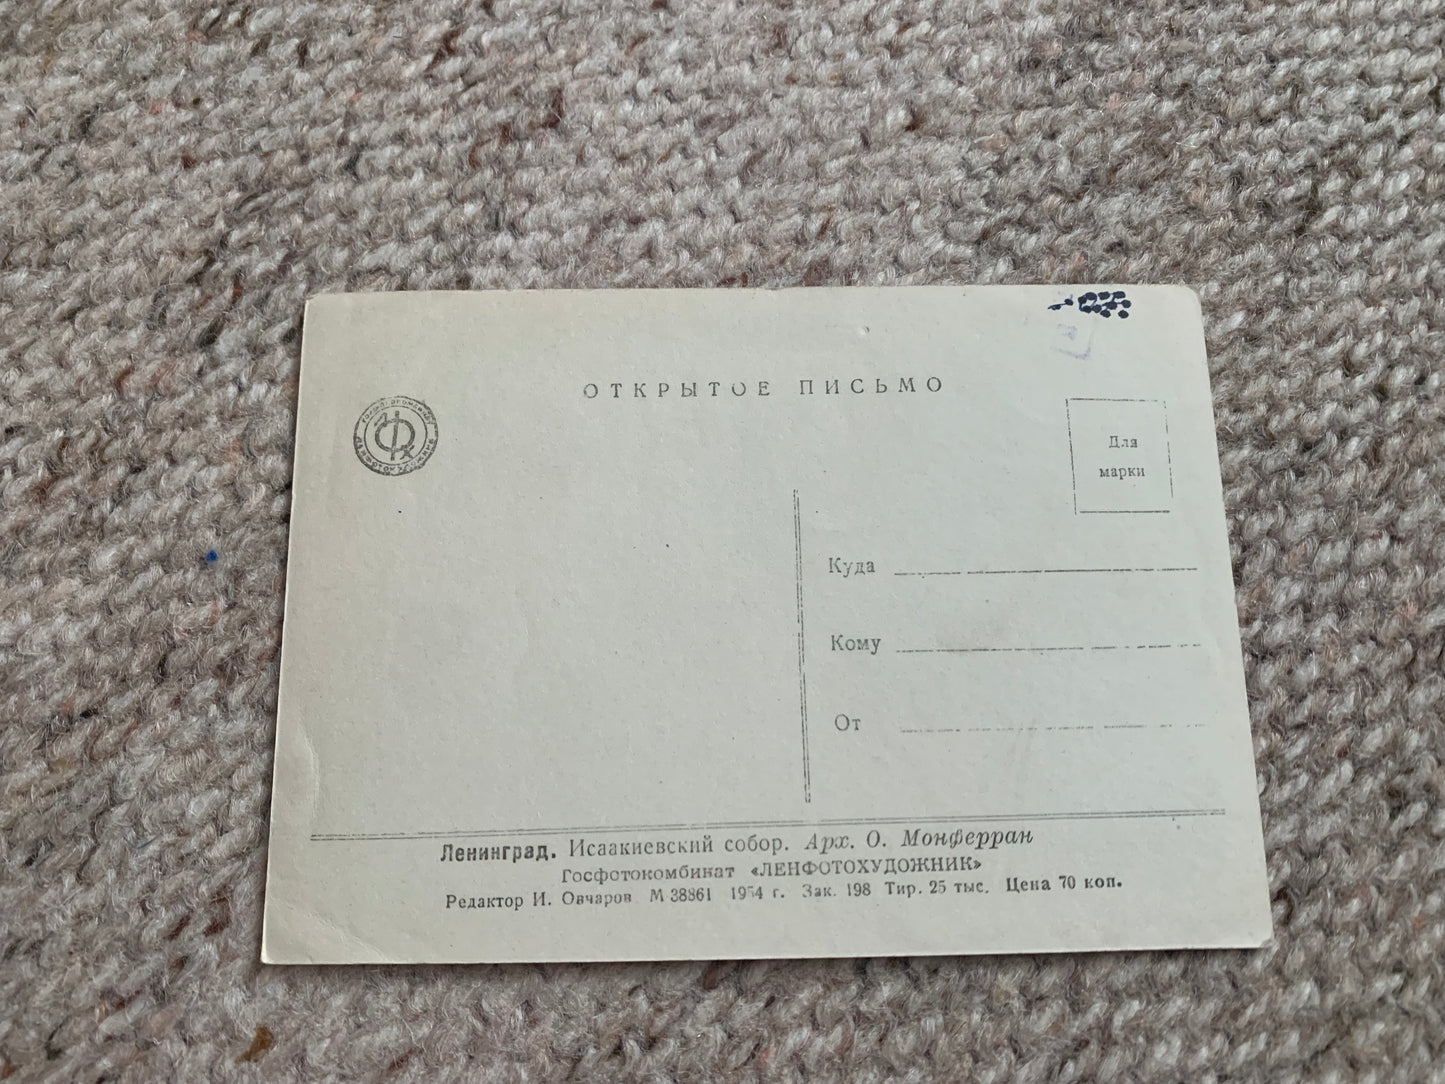 ОТКРЫТОЕ ПИСЬМО
Для
марки
Куда
Кому
От
Ленинград. Исаакиевский собор. Арх. О. Монферран
Госфотокомбинат «ЛЕНФОТОХУДОЖНИК»
Редактор И. Овчаров М 38861 1954 г. Зак. 198 Тир. 25 тыс. Цена 70 коп.